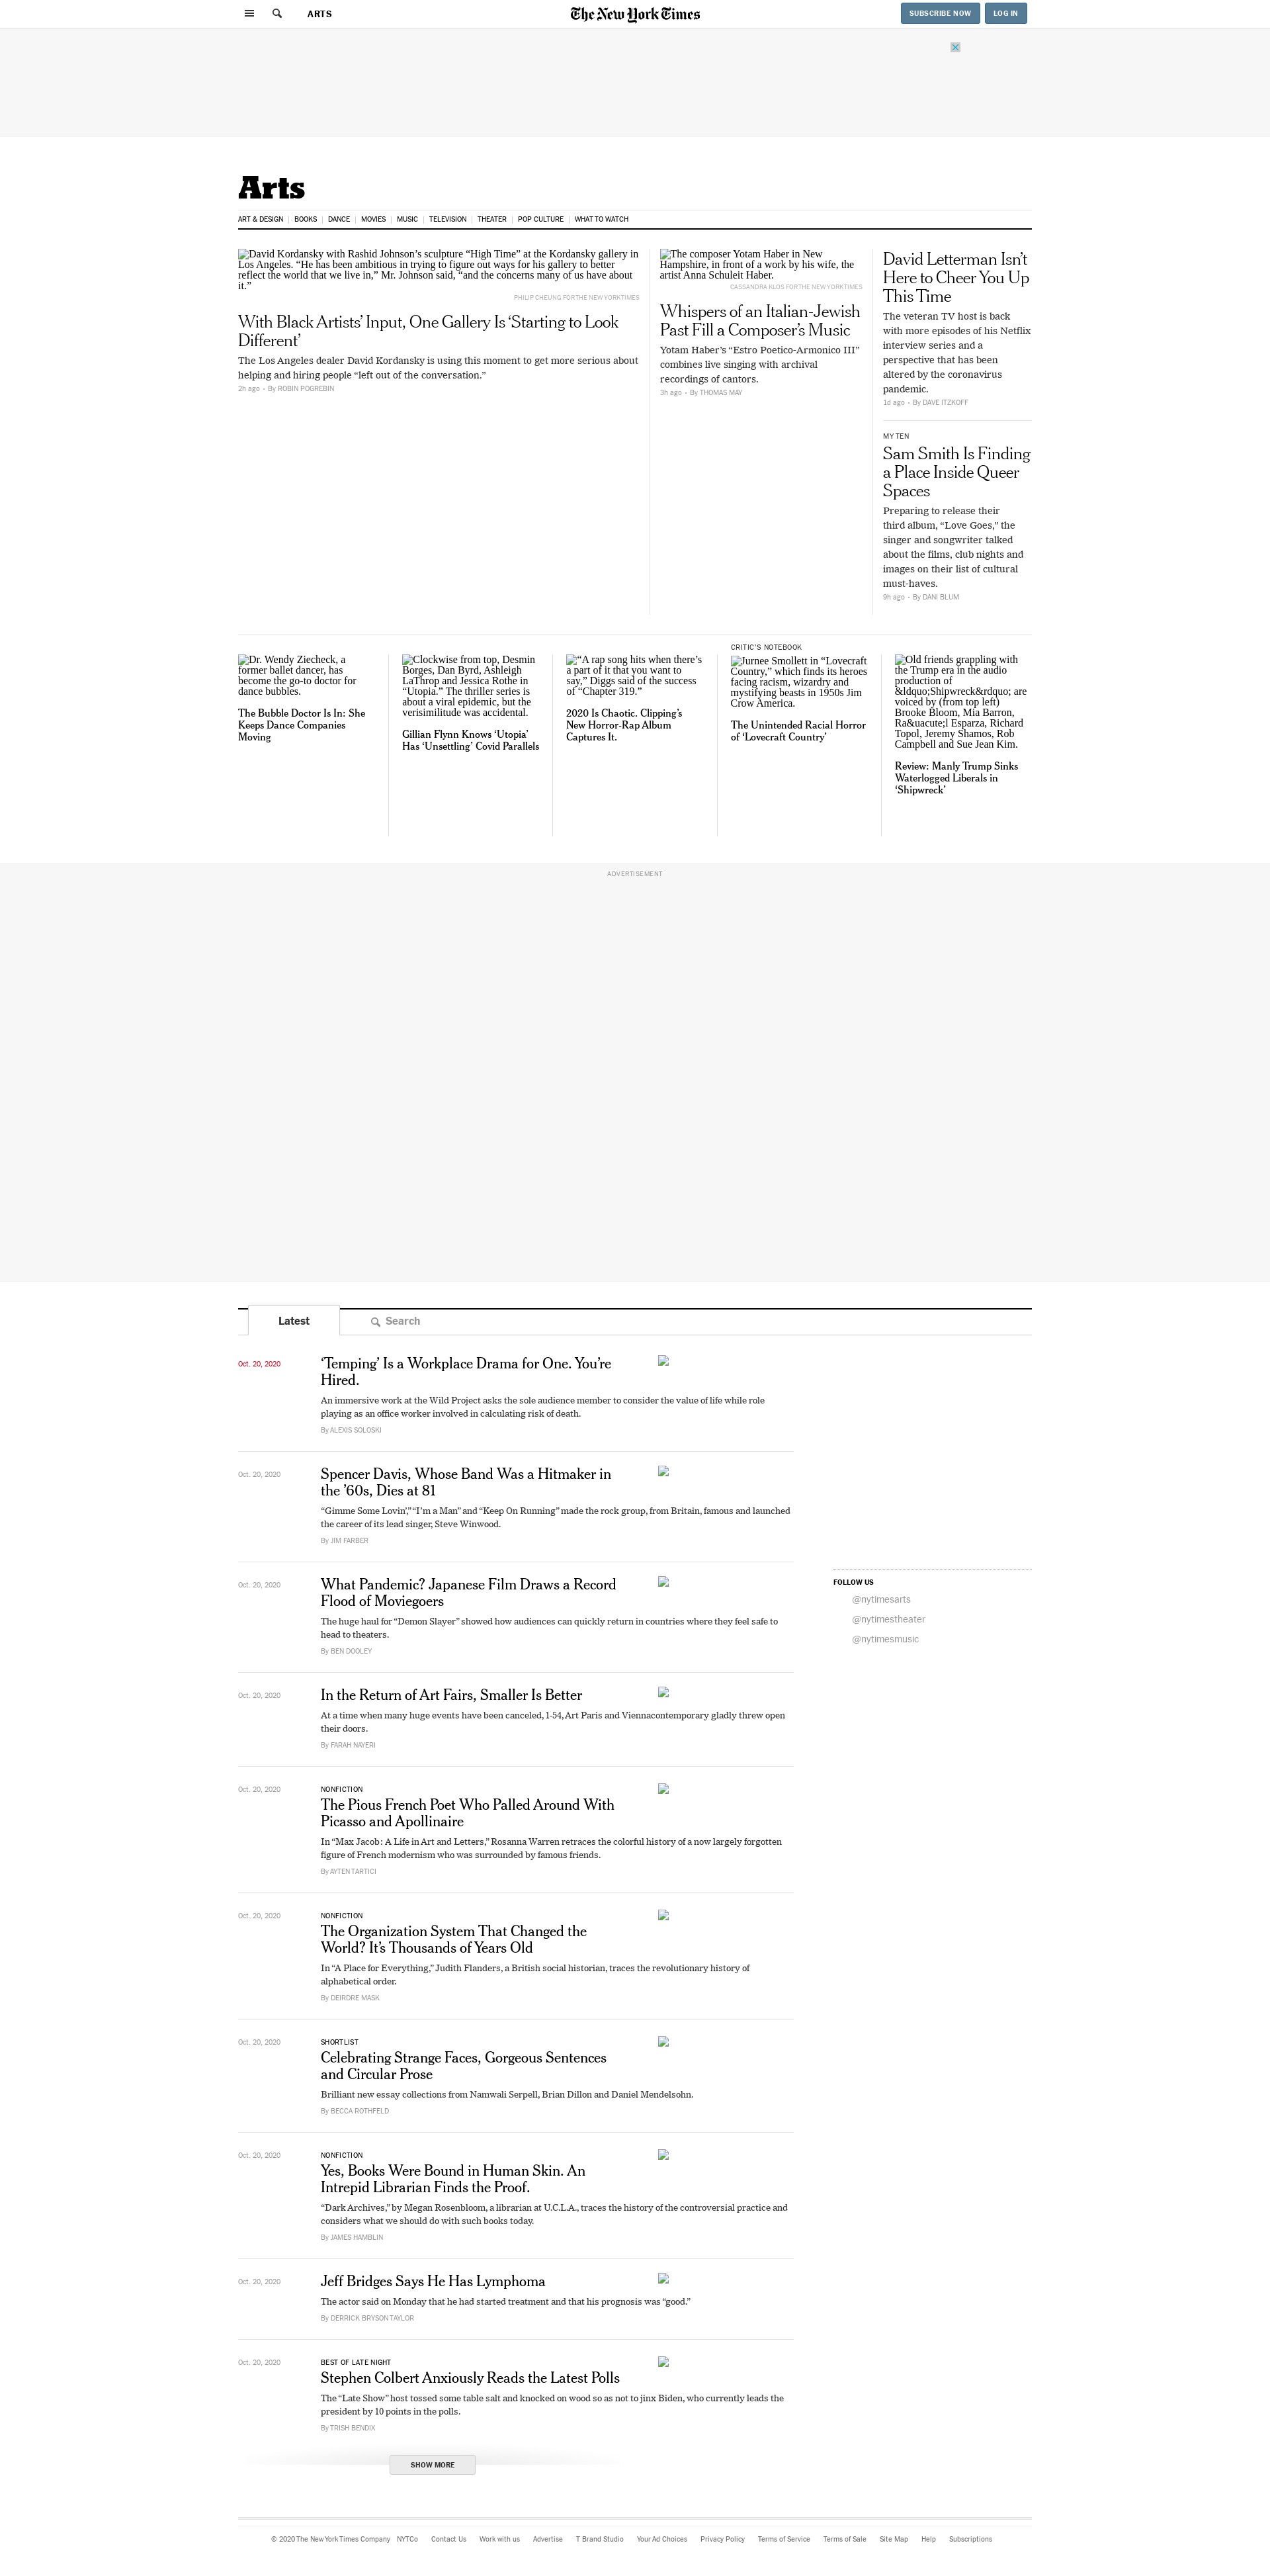 ARTS
The New York Times
SUBSCRIBE NOW
LOG IN
Arts
ART & DESIGN
BOOKS
DANCE
MOVIES
MUSIC
TELEVISION
THEATER
POP CULTURE
WHAT TO WATCH
David Kordansky with Rashid Johnson’s sculpture “High Time” at the Kordansky gallery in
Los Angeles. “He has been ambitious in trying to figure out ways for his gallery to better
reflect the world that we live in,” Mr. Johnson said, “and the concerns many of us have about
it.”
PHILIP CHEUNG FOR THE NEW YORK TIMES
With Black Artists’ Input, One Gallery Is ‘Starting to Look
Different’
The Los Angeles dealer David Kordansky is using this moment to get more serious about
helping and hiring people “left out of the conversation.”
2h ago - By ROBIN POGREBIN
The composer Yotam Haber in New
Hampshire, in front of a work by his wife, the
artist Anna Schuleit Haber.
CASSANDRA KLOS FOR THE NEW YORK TIMES
Whispers of an Italian-Jewish
Past Fill a Composer’s Music
Yotam Haber’s “Estro Poetico-Armonico III”
combines live singing with archival
recordings of cantors.
3h ago - By THOMAS MAY
David Letterman Isn’t
Here to Cheer You Up
This Time
The veteran TV host is back
with more episodes of his Netflix
interview series and a
perspective that has been
altered by the coronavirus
pandemic.
1d ago - By DAVE ITZKOFF
MY TEN
Sam Smith Is Finding
a Place Inside Queer
Spaces
Preparing to release their
third album, “Love Goes,” the
singer and songwriter talked
about the films, club nights and
images on their list of cultural
must-haves.
9h ago - By DANI BLUM
Dr. Wendy Ziecheck, a
former ballet dancer, has
become the go-to doctor for
dance bubbles.
The Bubble Doctor Is In: She
Keeps Dance Companies
Moving
Clockwise from top, Desmin
Borges, Dan Byrd, Ashleigh
LaThrop and Jessica Rothe in
“Utopia.” The thriller series is
about a viral epidemic, but the
verisimilitude was accidental.
Gillian Flynn Knows ‘Utopia’
Has ‘Unsettling’ Covid Parallels
“A rap song hits when there’s
a part of it that you want to
say,” Diggs said of the success
of “Chapter 319.”
2020 Is Chaotic. Clipping’s
New Horror-Rap Album
Captures It.
CRITIC’S NOTEBOOK
Jurnee Smollett in “Lovecraft
Country,” which finds its heroes
facing racism, wizardry and
mystifying beasts in 1950s Jim
Crow America.
The Unintended Racial Horror
of ‘Lovecraft Country’
Old friends grappling with
the Trump era in the audio
production of
&ldquo;Shipwreck&rdquo; are
voiced by (from top left)
Brooke Bloom, Mia Barron,
Ra&uacute;l Esparza, Richard
Topol, Jeremy Shamos, Rob
Campbell and Sue Jean Kim.
Review: Manly Trump Sinks
Waterlogged Liberals in
‘Shipwreck’
ADVERTISEMENT
Latest
Search
Oct. 20, 2020
‘Temping’ Is a Workplace Drama for One. You’re
Hired.
An immersive work at the Wild Project asks the sole audience member to consider the value of life while role
playing as an office worker involved in calculating risk of death.
By ALEXIS SOLOSKI
Oct. 20, 2020
Spencer Davis, Whose Band Was a Hitmaker in
the ’60s, Dies at 81
“Gimme Some Lovin’,” “I’m a Man” and “Keep On Running” made the rock group, from Britain, famous and launched
the career of its lead singer, Steve Winwood.
By JIM FARBER
Oct. 20, 2020
What Pandemic? Japanese Film Draws a Record
Flood of Moviegoers
The huge haul for “Demon Slayer” showed how audiences can quickly return in countries where they feel safe to
head to theaters.
By BEN DOOLEY
FOLLOW US
@nytimesarts
@nytimestheater
@nytimesmusic
Oct. 20, 2020
In the Return of Art Fairs, Smaller Is Better
At a time when many huge events have been canceled, 1-54, Art Paris and Viennacontemporary gladly threw open
their doors.
By FARAH NAYERI
Oct. 20, 2020
NONFICTION
The Pious French Poet Who Palled Around With
Picasso and Apollinaire
In “Max Jacob: A Life in Art and Letters,” Rosanna Warren retraces the colorful history of a now largely forgotten
figure of French modernism who was surrounded by famous friends.
By AYTEN TARTICI
Oct. 20, 2020
NONFICTION
The Organization System That Changed the
World? It’s Thousands of Years Old
In “A Place for Everything,” Judith Flanders, a British social historian, traces the revolutionary history of
alphabetical order.
By DEIRDRE MASK
Oct. 20, 2020
SHORTLIST
Celebrating Strange Faces, Gorgeous Sentences
and Circular Prose
Brilliant new essay collections from Namwali Serpell, Brian Dillon and Daniel Mendelsohn.
By BECCA ROTHFELD
Oct. 20, 2020
NONFICTION
Yes, Books Were Bound in Human Skin. An
Intrepid Librarian Finds the Proof.
“Dark Archives,” by Megan Rosenbloom, a librarian at U.C.L.A., traces the history of the controversial practice and
considers what we should do with such books today.
By JAMES HAMBLIN
Oct. 20, 2020
Jeff Bridges Says He Has Lymphoma
The actor said on Monday that he had started treatment and that his prognosis was “good.”
By DERRICK BRYSON TAYLOR
Oct. 20, 2020
BEST OF LATE NIGHT
Stephen Colbert Anxiously Reads the Latest Polls
The “Late Show” host tossed some table salt and knocked on wood so as not to jinx Biden, who currently leads the
president by 10 points in the polls.
By TRISH BENDIX
SHOW MORE
© 2020 The New York Times Company NYTCo Contact Us Work with us Advertise T Brand Studio Your Ad Choices Privacy Policy Terms of Service Terms of Sale Site Map Help Subscriptions